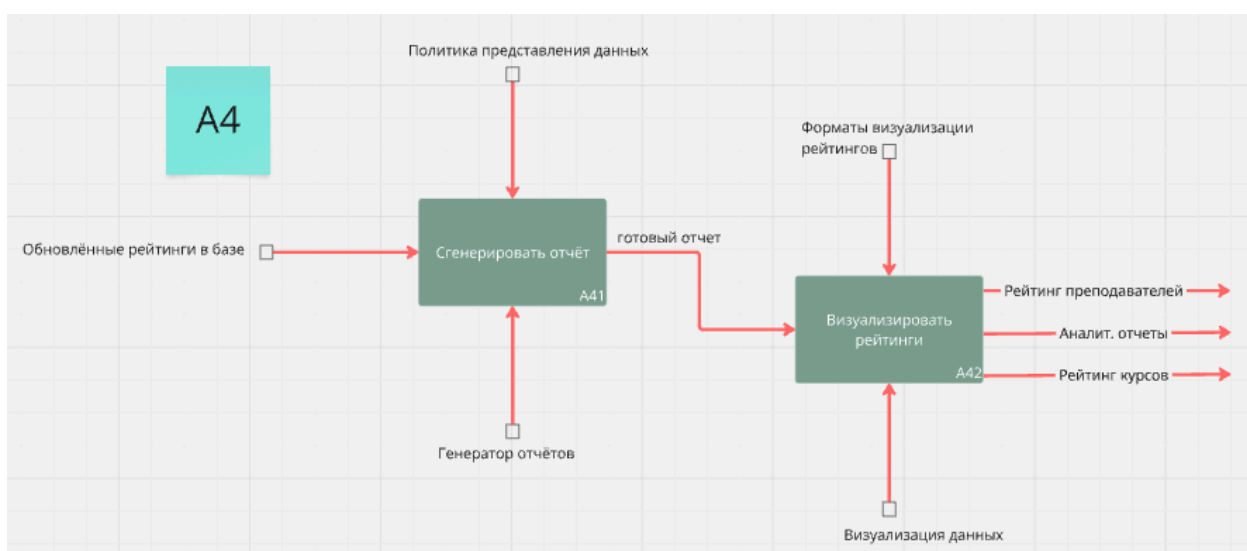 Политика представления данных
A4
Форматы визуализации
рейтингов
Обновлённые рейтинги в базе
Сгенерировать отчёт
A41
готовый отчет
Визуализировать
рейтинги
A42
Рейтинг преподавателей
Аналит. отчеты
Рейтинг курсов
Генератор отчётов
Визуализация данных